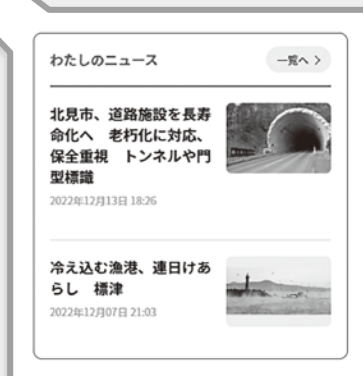 わたしのニュース
一覧へ >
北見市、道路施設を長寿
命化へ　老朽化に対応、
保全重視　トンネルや門
型標識
2022年12月13日 18:26
冷え込む漁港、連日けあ
らし　標津
2022年12月07日 21:03